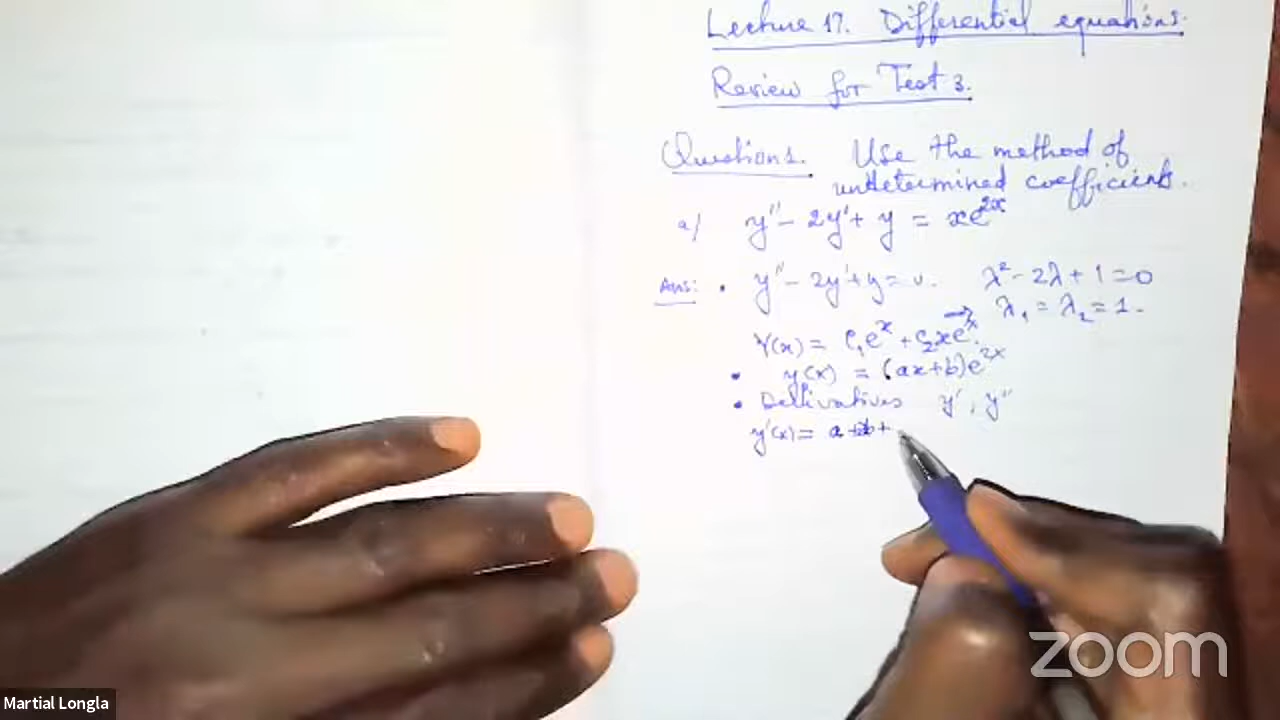 Lecture 17. Differential equations.
Review for Test 3.
Questions. Use the method of
undetermined coefficients.
a/ y'' - 2y' + y = xe^{2x}
Ans: • y'' - 2y' + y = 0. λ² - 2λ + 1 = 0
→ λ₁ = λ₂ = 1.
Y(x) = C₁e^x + C₂xe^x.
• y(x) = (ax+b)e^{2x}
• Derivatives y', y''
y'(x) = a +
zoom
Martial Longla